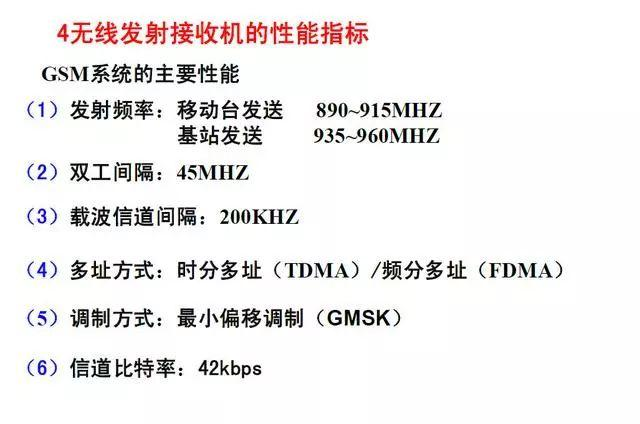 4无线发射接收机的性能指标
GSM系统的主要性能
（1）发射频率：移动台发送 890~915MHZ
基站发送 935~960MHZ
（2）双工间隔：45MHZ
（3）载波信道间隔：200KHZ
（4）多址方式：时分多址（TDMA）/频分多址（FDMA）
（5）调制方式：最小偏移调制（GMSK）
（6）信道比特率：42kbps